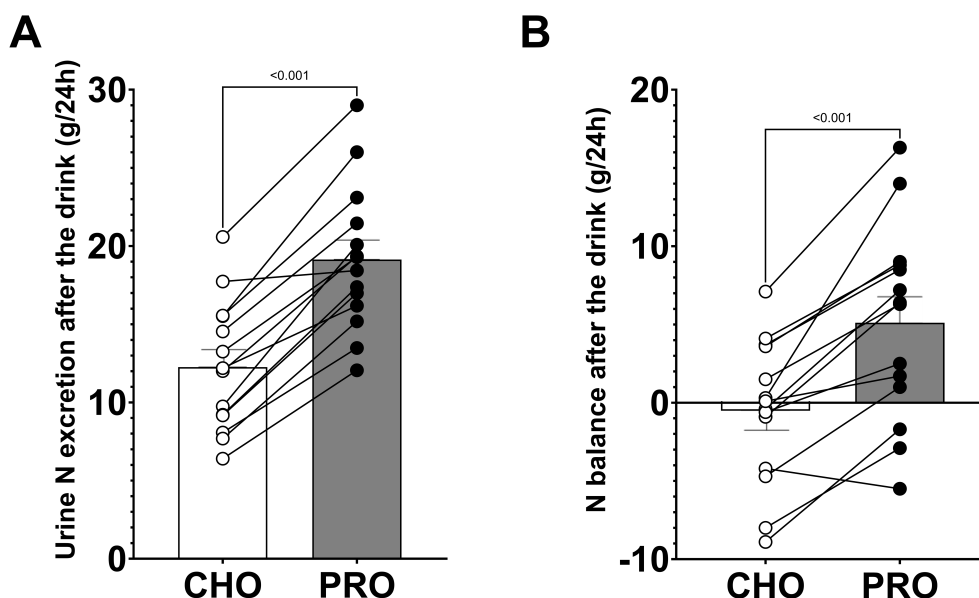 A
Urine N excretion after the drink (g/24h)
30
20
10
0
<0.001
CHO PRO
B
N balance after the drink (g/24h)
20
10
0
-10
<0.001
CHO PRO